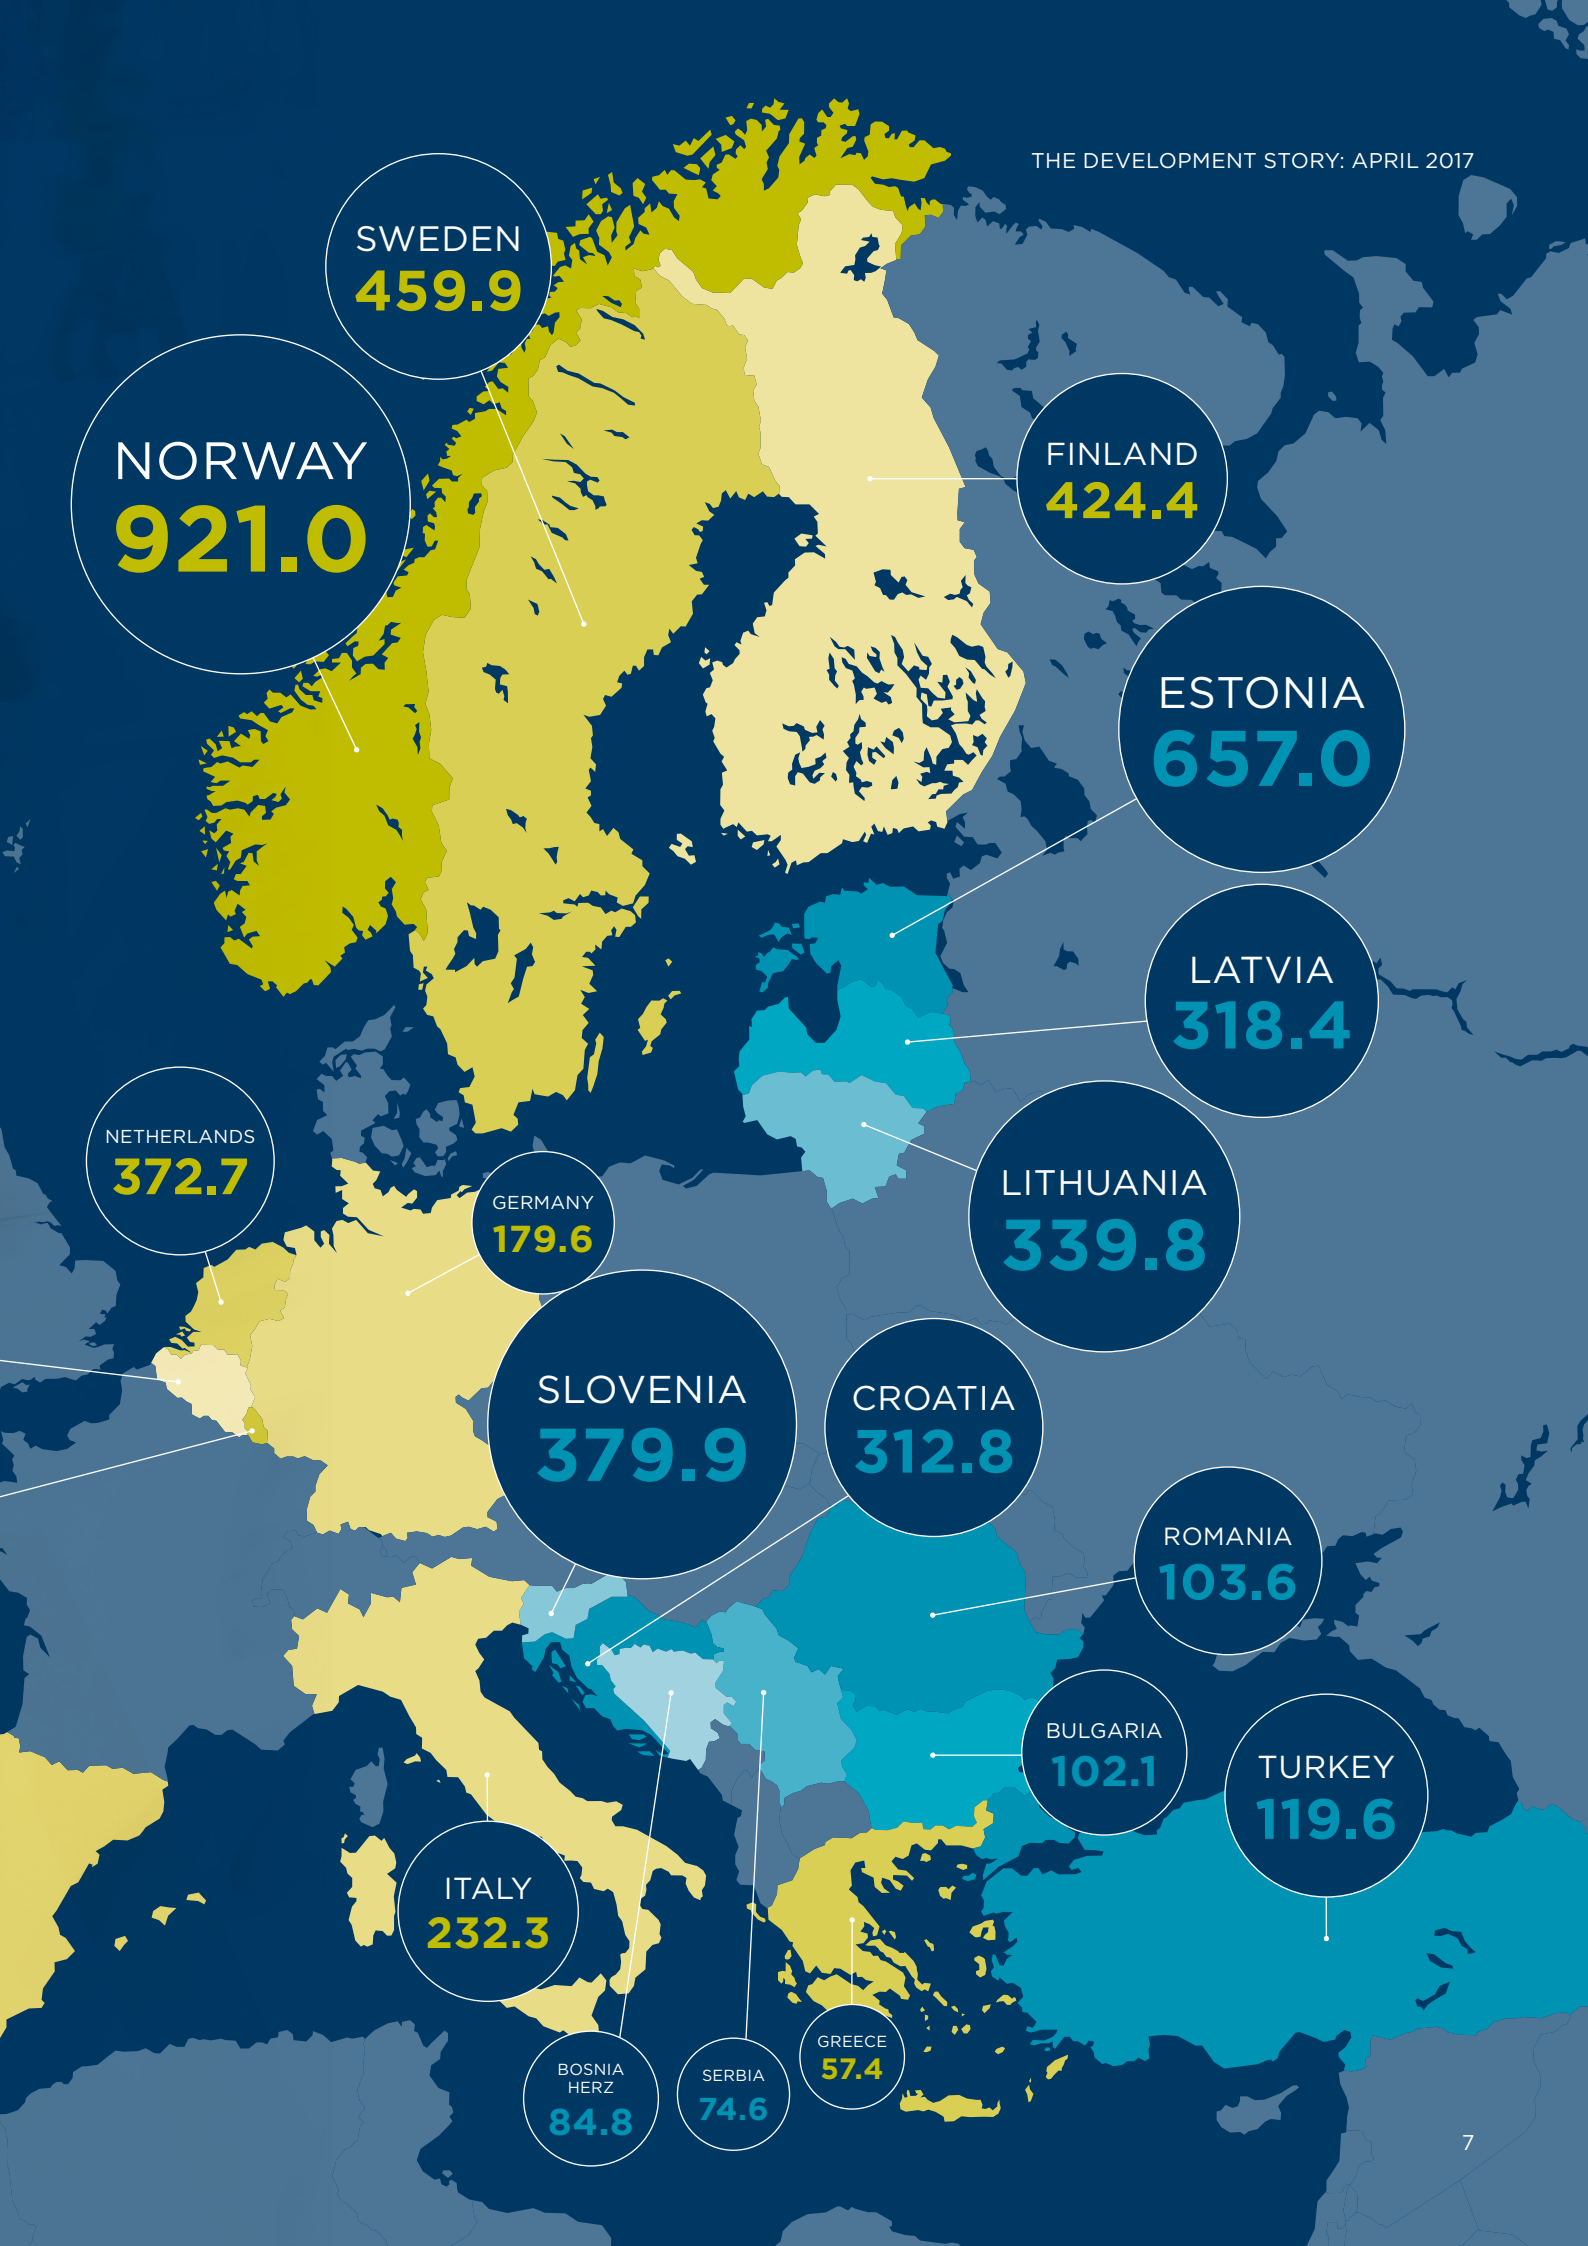 THE DEVELOPMENT STORY: APRIL 2017
SWEDEN
459.9
NORWAY
921.0
FINLAND
424.4
ESTONIA
657.0
LATVIA
318.4
NETHERLANDS
372.7
GERMANY
179.6
LITHUANIA
339.8
SLOVENIA
379.9
CROATIA
312.8
ROMANIA
103.6
BULGARIA
102.1
TURKEY
119.6
ITALY
232.3
BOSNIA
HERZ
84.8
SERBIA
74.6
GREECE
57.4
7